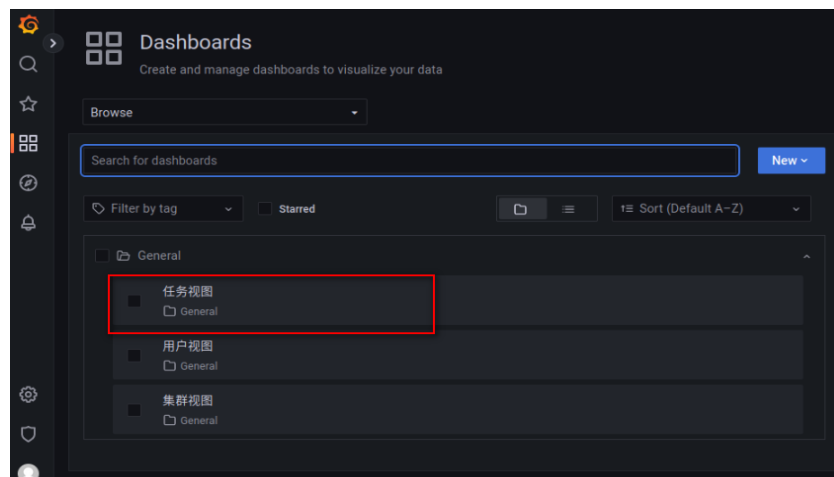 Dashboards
Create and manage dashboards to visualize your data
Browse
Search for dashboards
New
Filter by tag
Starred
Sort (Default A–Z)
General
任务视图
General
用户视图
General
集群视图
General